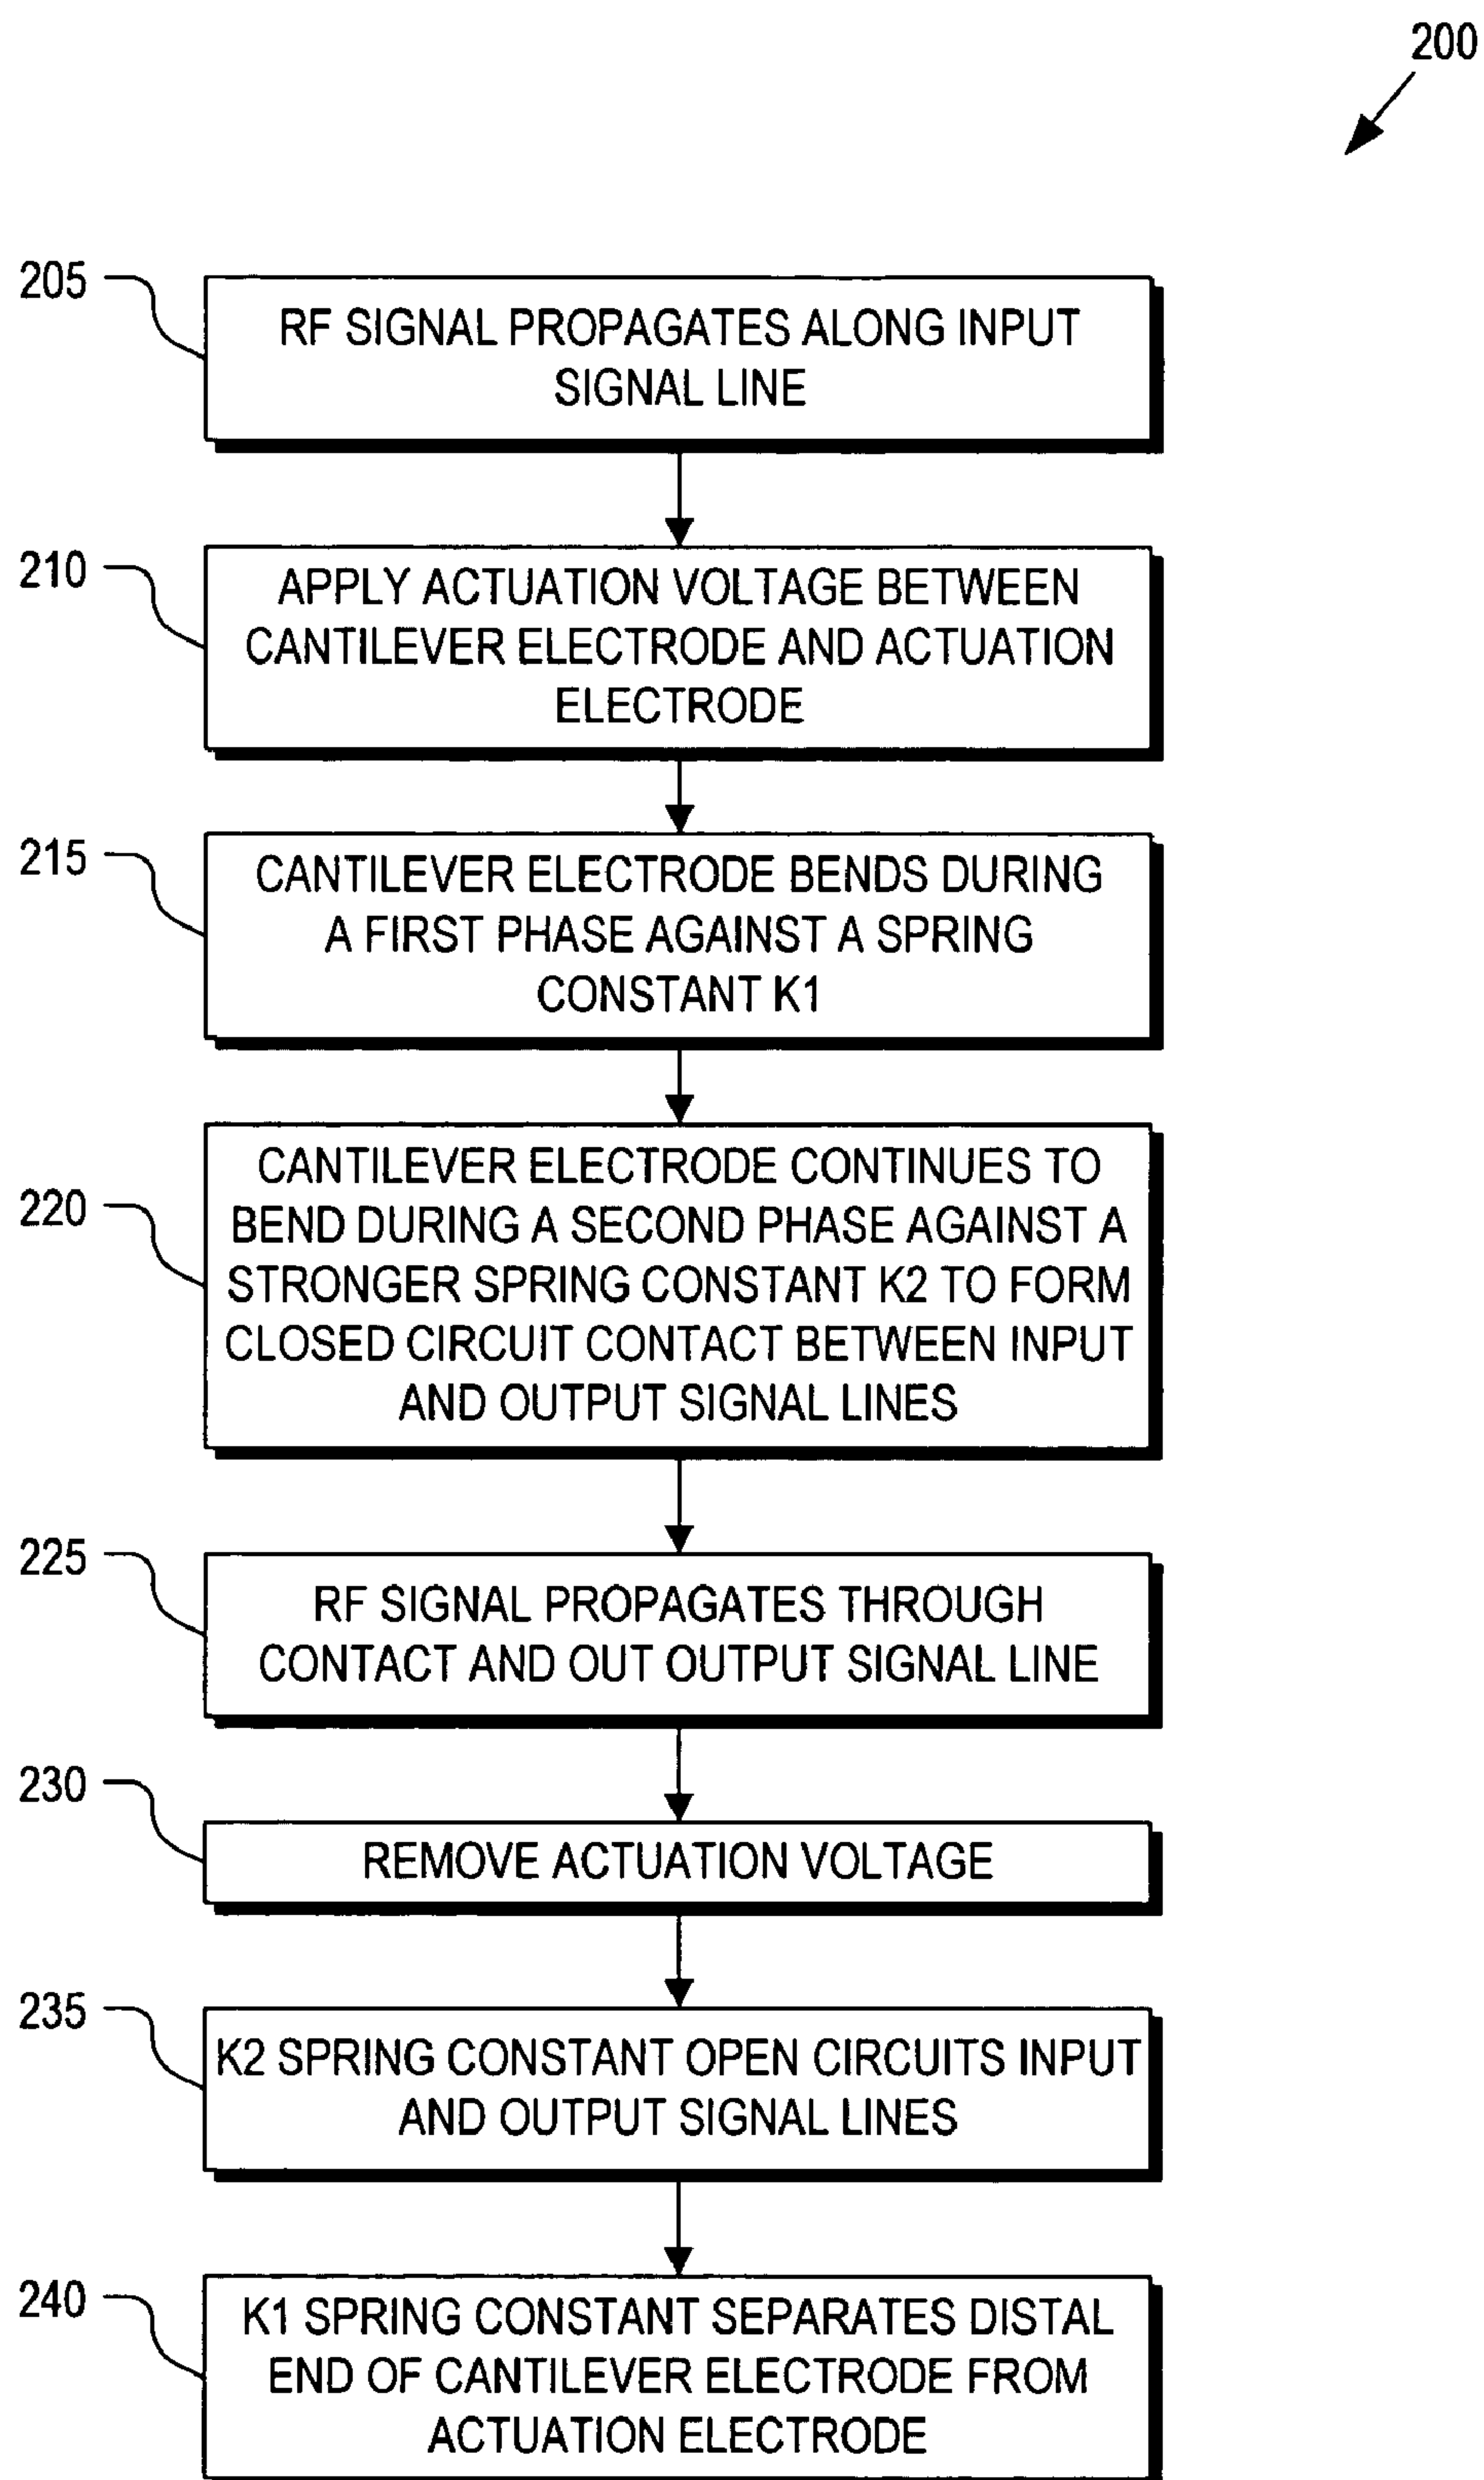 200
205
RF SIGNAL PROPAGATES ALONG INPUT
SIGNAL LINE
210
APPLY ACTUATION VOLTAGE BETWEEN
CANTILEVER ELECTRODE AND ACTUATION
ELECTRODE
215
CANTILEVER ELECTRODE BENDS DURING
A FIRST PHASE AGAINST A SPRING
CONSTANT K1
220
CANTILEVER ELECTRODE CONTINUES TO
BEND DURING A SECOND PHASE AGAINST A
STRONGER SPRING CONSTANT K2 TO FORM
CLOSED CIRCUIT CONTACT BETWEEN INPUT
AND OUTPUT SIGNAL LINES
225
RF SIGNAL PROPAGATES THROUGH
CONTACT AND OUT OUTPUT SIGNAL LINE
230
REMOVE ACTUATION VOLTAGE
235
K2 SPRING CONSTANT OPEN CIRCUITS INPUT
AND OUTPUT SIGNAL LINES
240
K1 SPRING CONSTANT SEPARATES DISTAL
END OF CANTILEVER ELECTRODE FROM
ACTUATION ELECTRODE